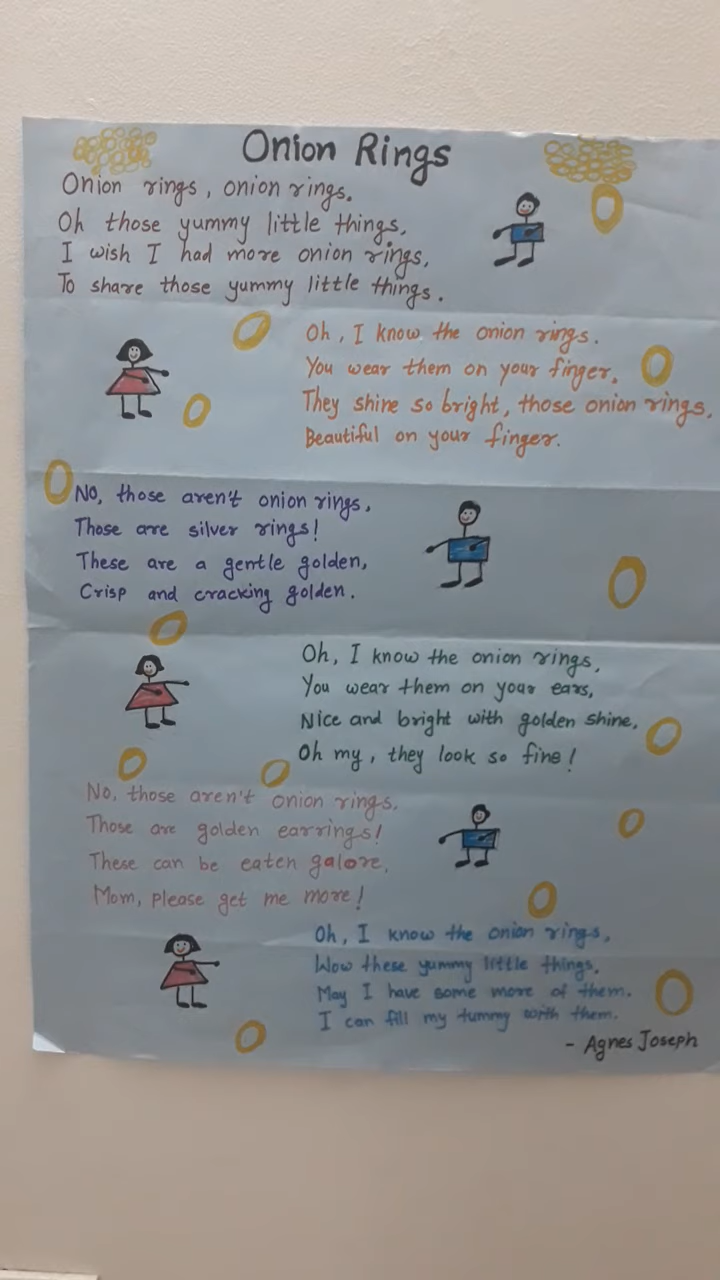 Onion Rings
Onion rings, onion rings.
Oh those yummy little things,
I wish I had more onion rings,
To share those yummy little things.
Oh, I know the onion rings.
You wear them on your finger.
They shine so bright, those onion rings,
Beautiful on your finger.
No, those aren't onion rings,
Those are silver rings!
These are a gentle golden,
Crisp and cracking golden.
Oh, I know the onion rings,
You wear them on your ears,
Nice and bright with golden shine,
Oh my, they look so fine!
No, those aren't onion rings,
Those are golden earrings!
These can be eaten galore,
Mom, please get me more!
Oh, I know the onion rings,
Wow these yummy little things,
May I have some more of them.
I can fill my tummy with them.
- Agnes Joseph